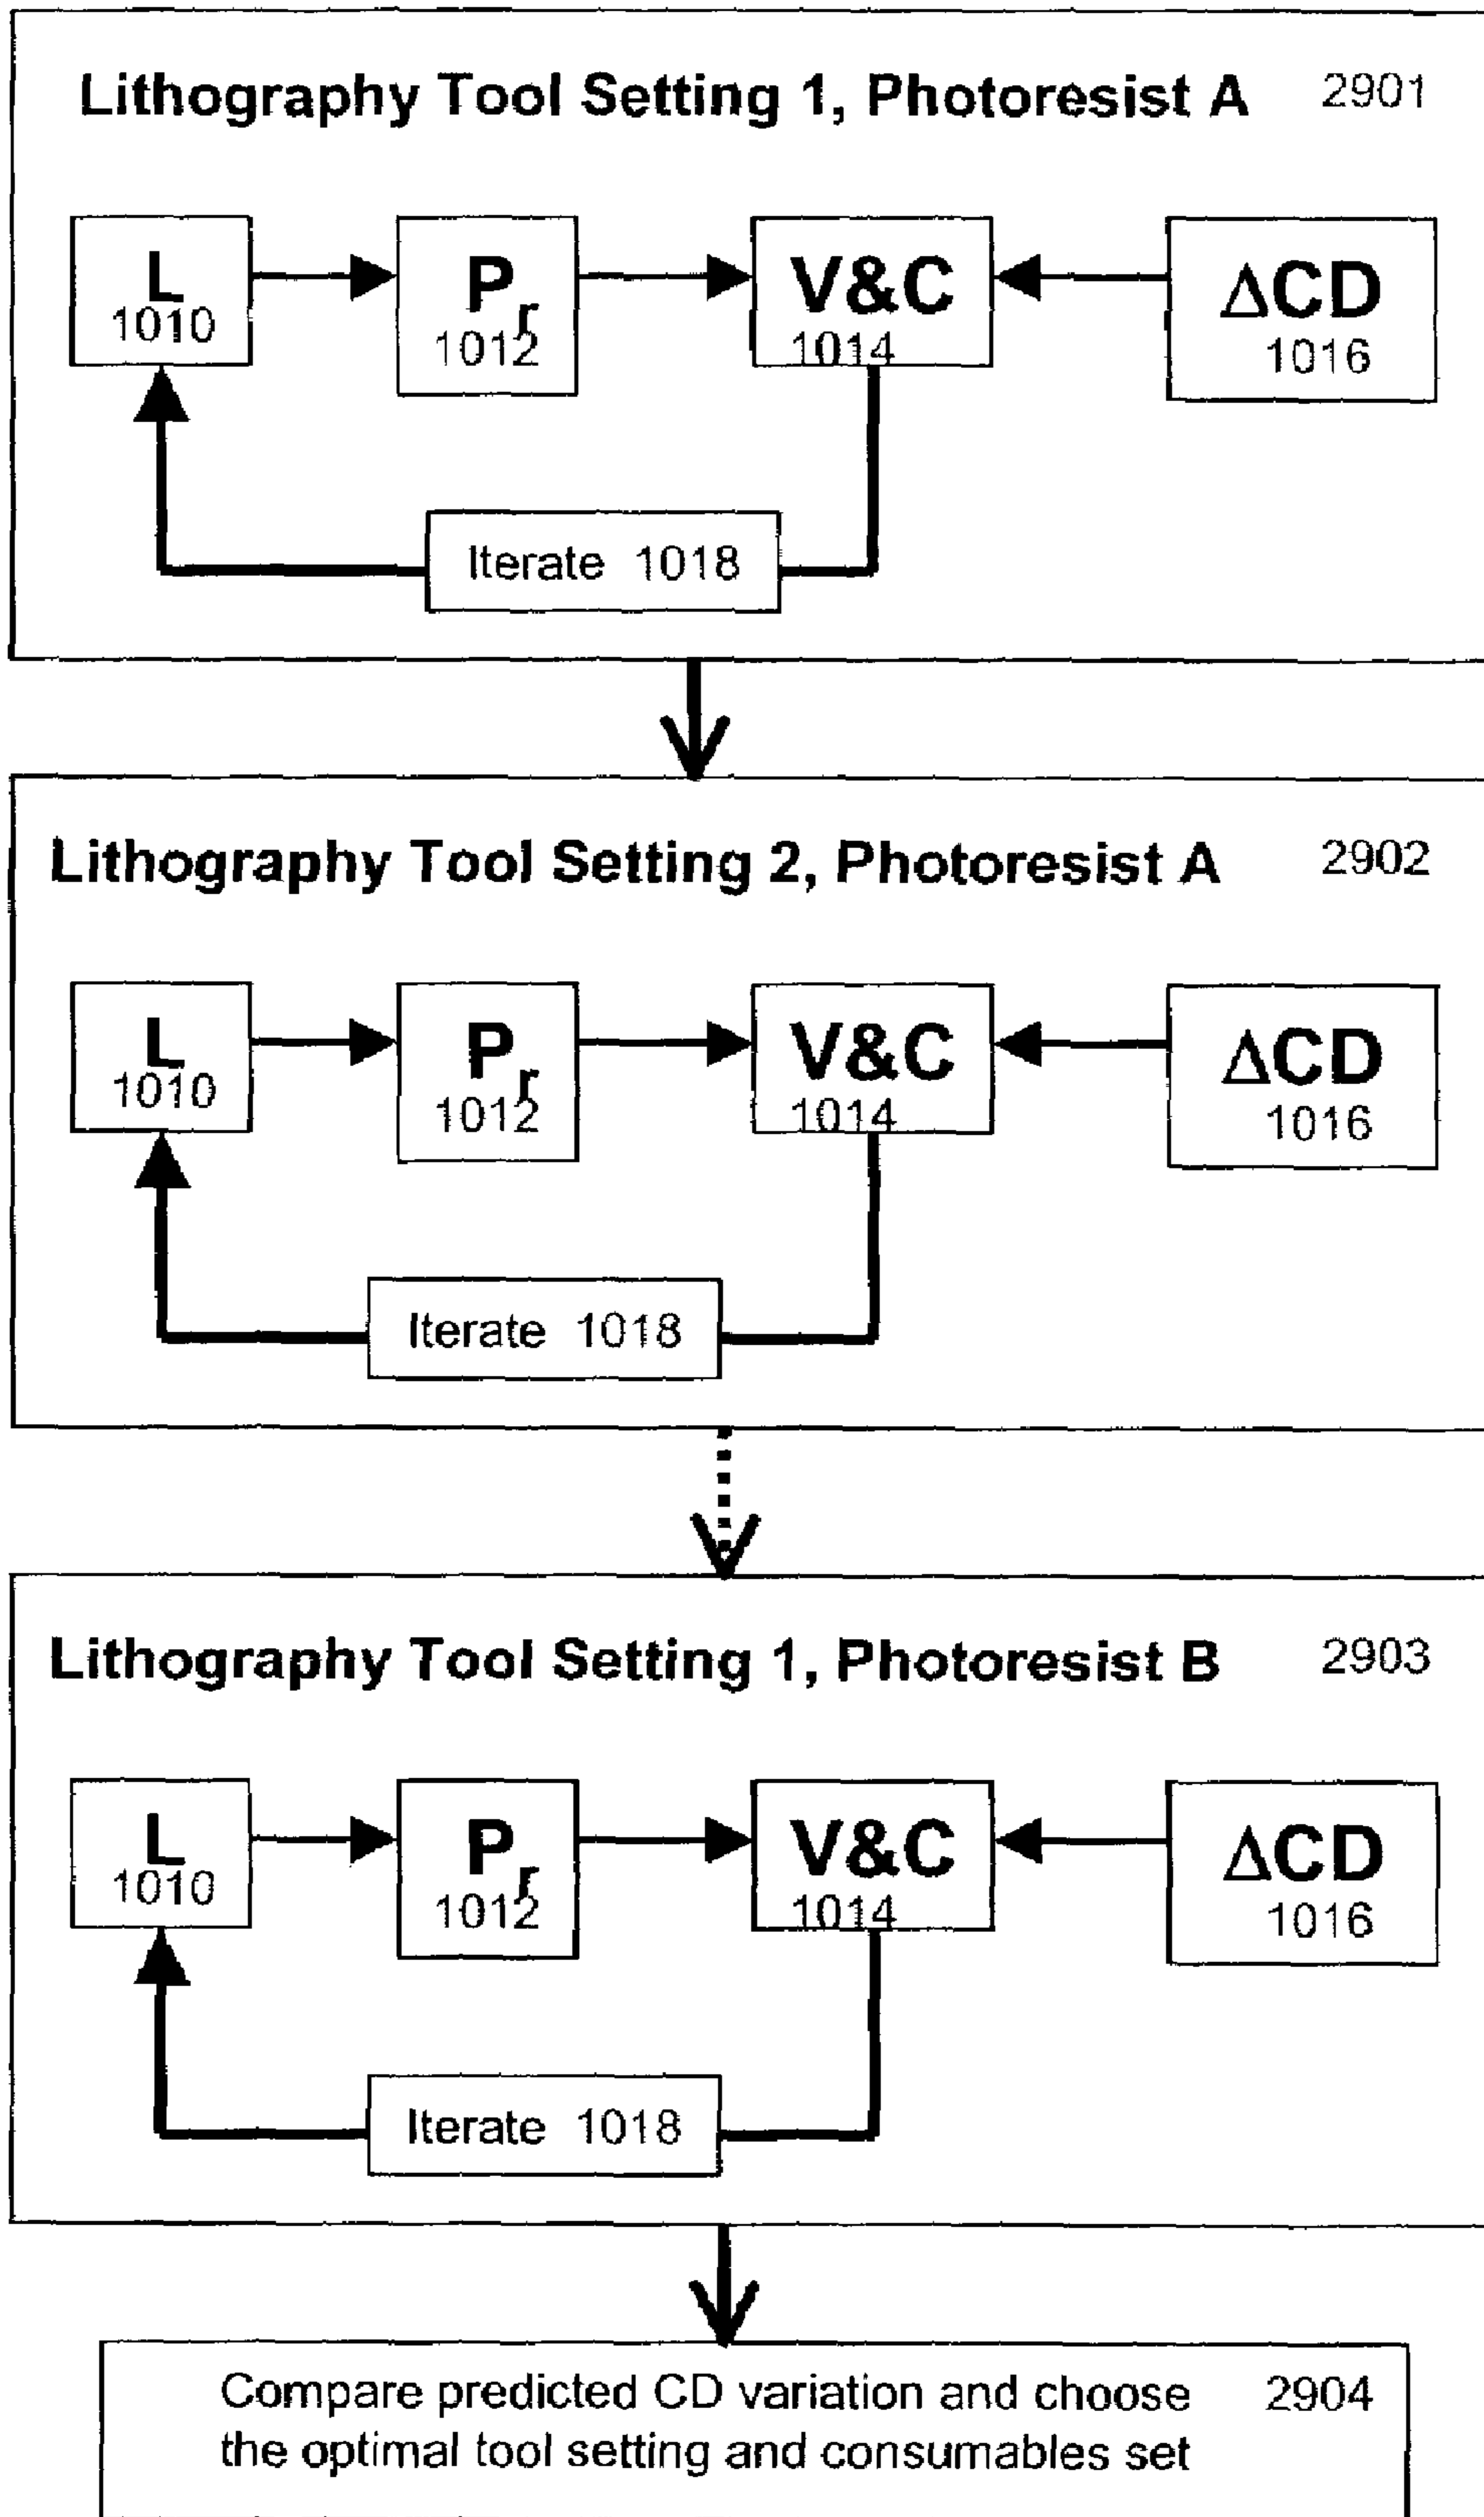 Lithography Tool Setting 1, Photoresist A 2901
L
1010
Pr
1012
V&C
1014
ΔCD
1016
Iterate 1018
Lithography Tool Setting 2, Photoresist A 2902
L
1010
Pr
1012
V&C
1014
ΔCD
1016
Iterate 1018
Lithography Tool Setting 1, Photoresist B 2903
L
1010
Pr
1012
V&C
1014
ΔCD
1016
Iterate 1018
Compare predicted CD variation and choose 2904
the optimal tool setting and consumables set